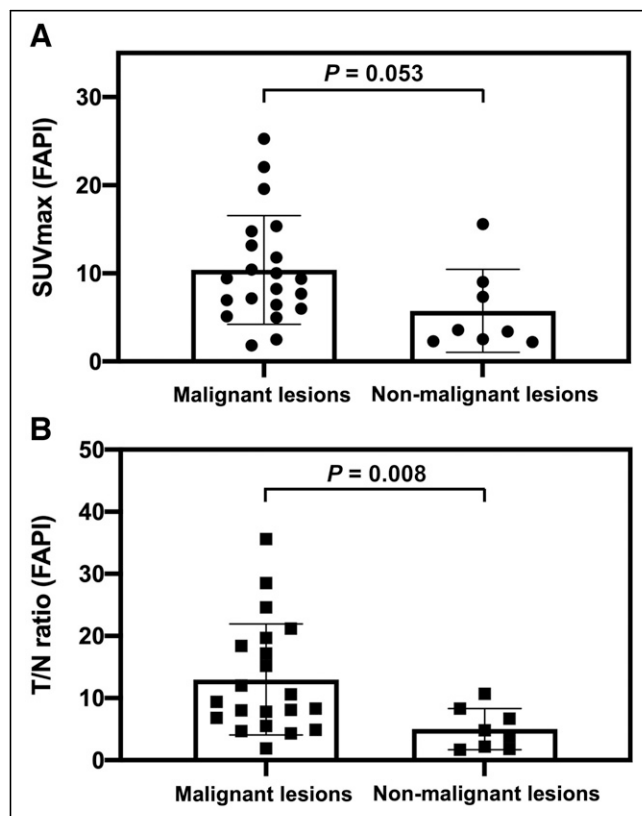 A
P = 0.053
SUVmax (FAPI)
30
20
10
0
Malignant lesions Non-malignant lesions
B
P = 0.008
T/N ratio (FAPI)
50
40
30
20
10
0
Malignant lesions Non-malignant lesions